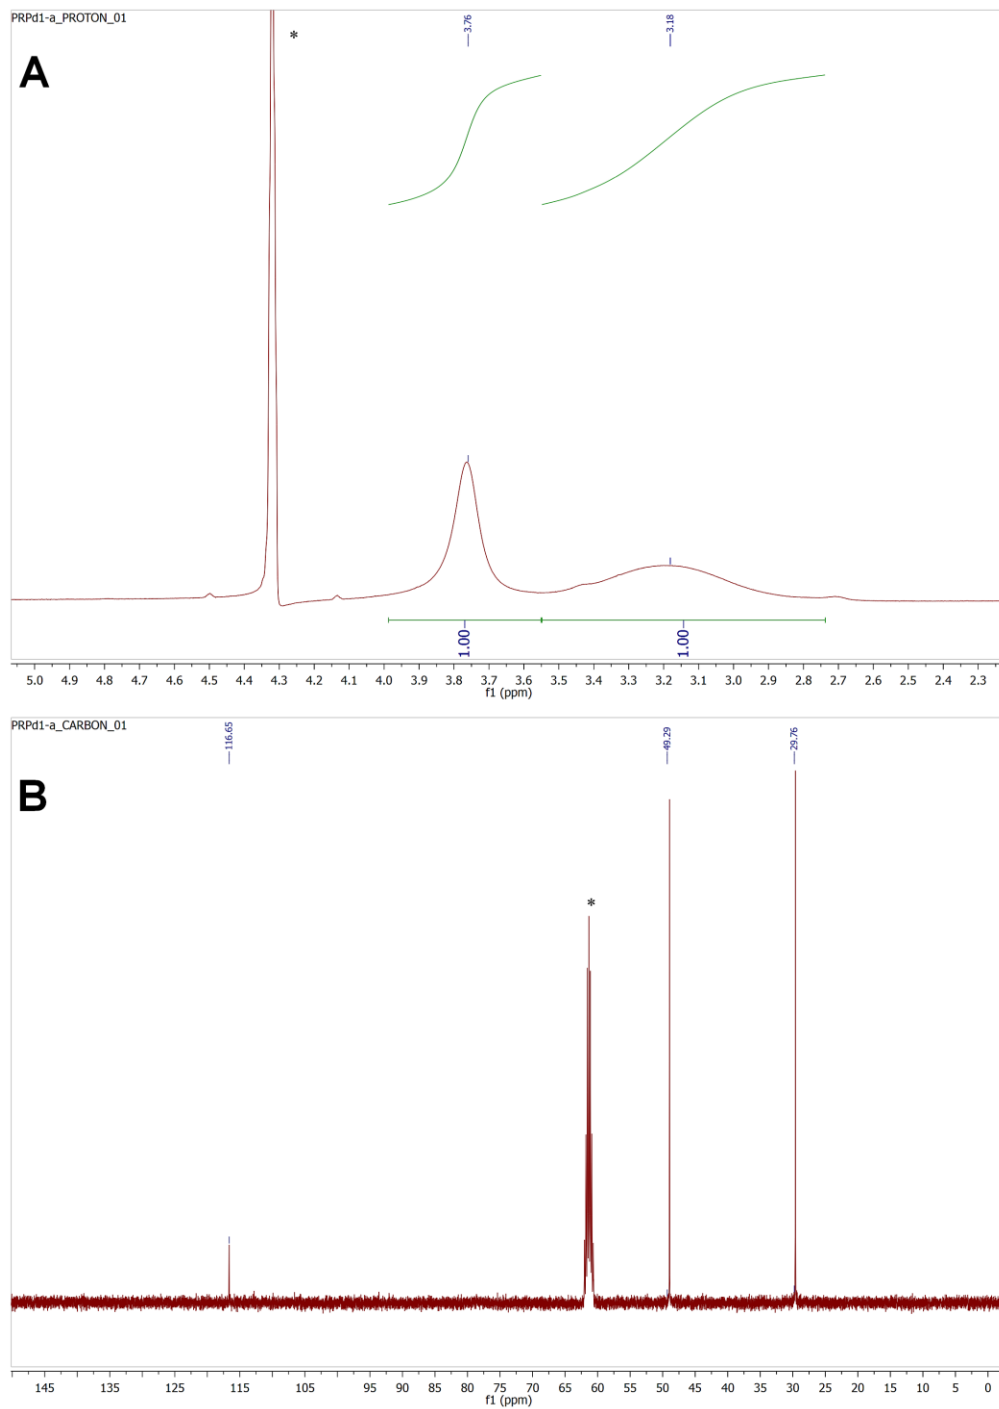 PRPd1-a_PROTON_01
A
*
3.76
3.18
1.00
1.00
5.0 4.9 4.8 4.7 4.6 4.5 4.4 4.3 4.2 4.1 4.0 3.9 3.8 3.7 3.6 3.5 3.4 3.3 3.2 3.1 3.0 2.9 2.8 2.7 2.6 2.5 2.4 2.3
f1 (ppm)
PRPd1-a_CARBON_01
B
116.65
49.29
29.76
*
145 135 125 115 105 95 90 85 80 75 70 65 60 55 50 45 40 35 30 25 20 15 10 5 0
f1 (ppm)